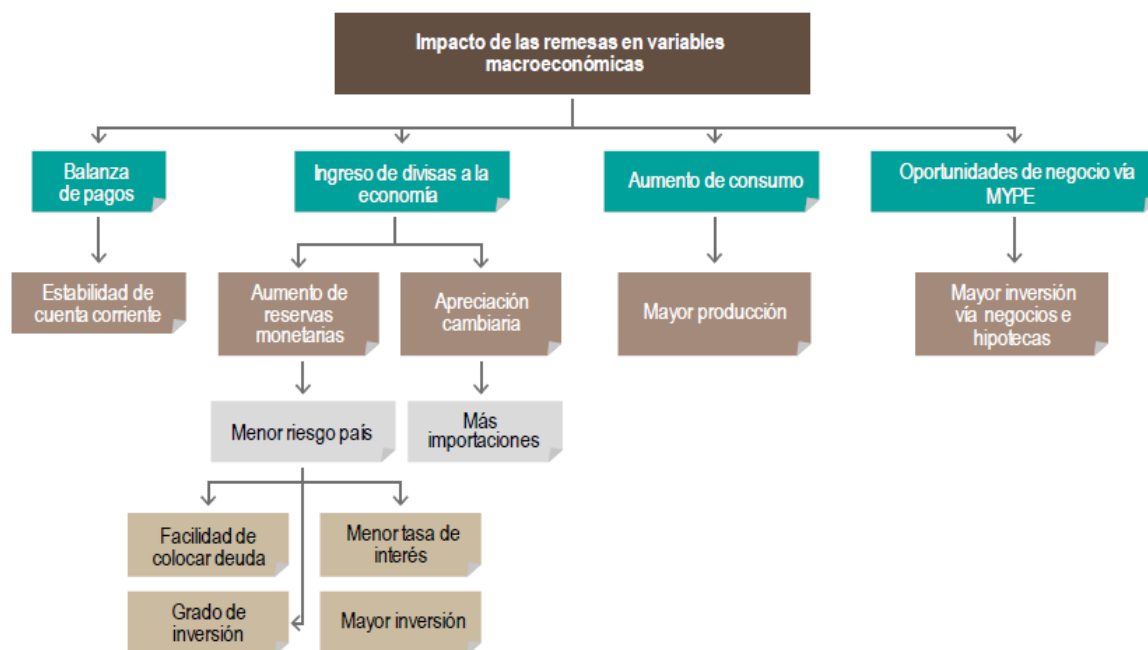 Impacto de las remesas en variables
macroeconómicas
Balanza
de pagos
Ingreso de divisas a la
economía
Aumento de consumo
Oportunidades de negocio vía
MYPE
Estabilidad de
cuenta corriente
Aumento de
reservas
monetarias
Apreciación
cambiaria
Mayor producción
Mayor inversión
vía negocios e
hipotecas
Menor riesgo país
Más
importaciones
Facilidad de
colocar deuda
Menor tasa de
interés
Grado de
inversión
Mayor inversión